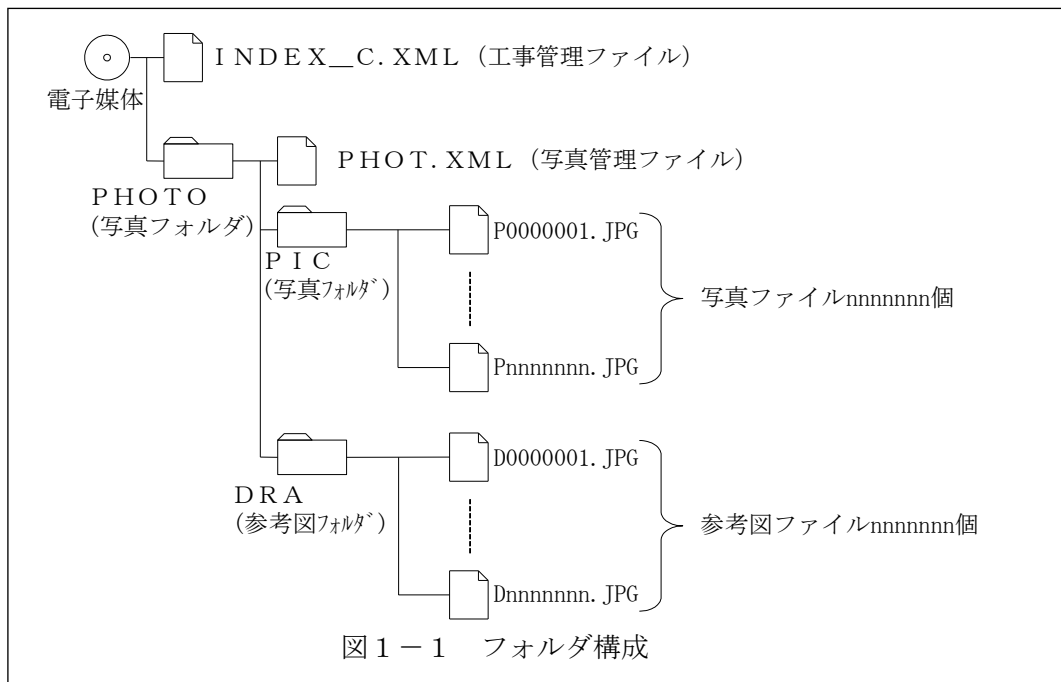 ＩＮＤＥＸ＿Ｃ．ＸＭＬ（工事管理ファイル）
電子媒体
ＰＨＯＴ．ＸＭＬ（写真管理ファイル）
ＰＨＯＴＯ
（写真フォルダ）
P0000001.JPG
ＰＩＣ
（写真ﾌｫﾙﾀﾞ）
写真ファイルnnnnnnn個
Pnnnnnnn.JPG
D0000001.JPG
ＤＲＡ
（参考図ﾌｫﾙﾀﾞ）
参考図ファイルnnnnnnn個
Dnnnnnnn.JPG
図１－１　フォルダ構成